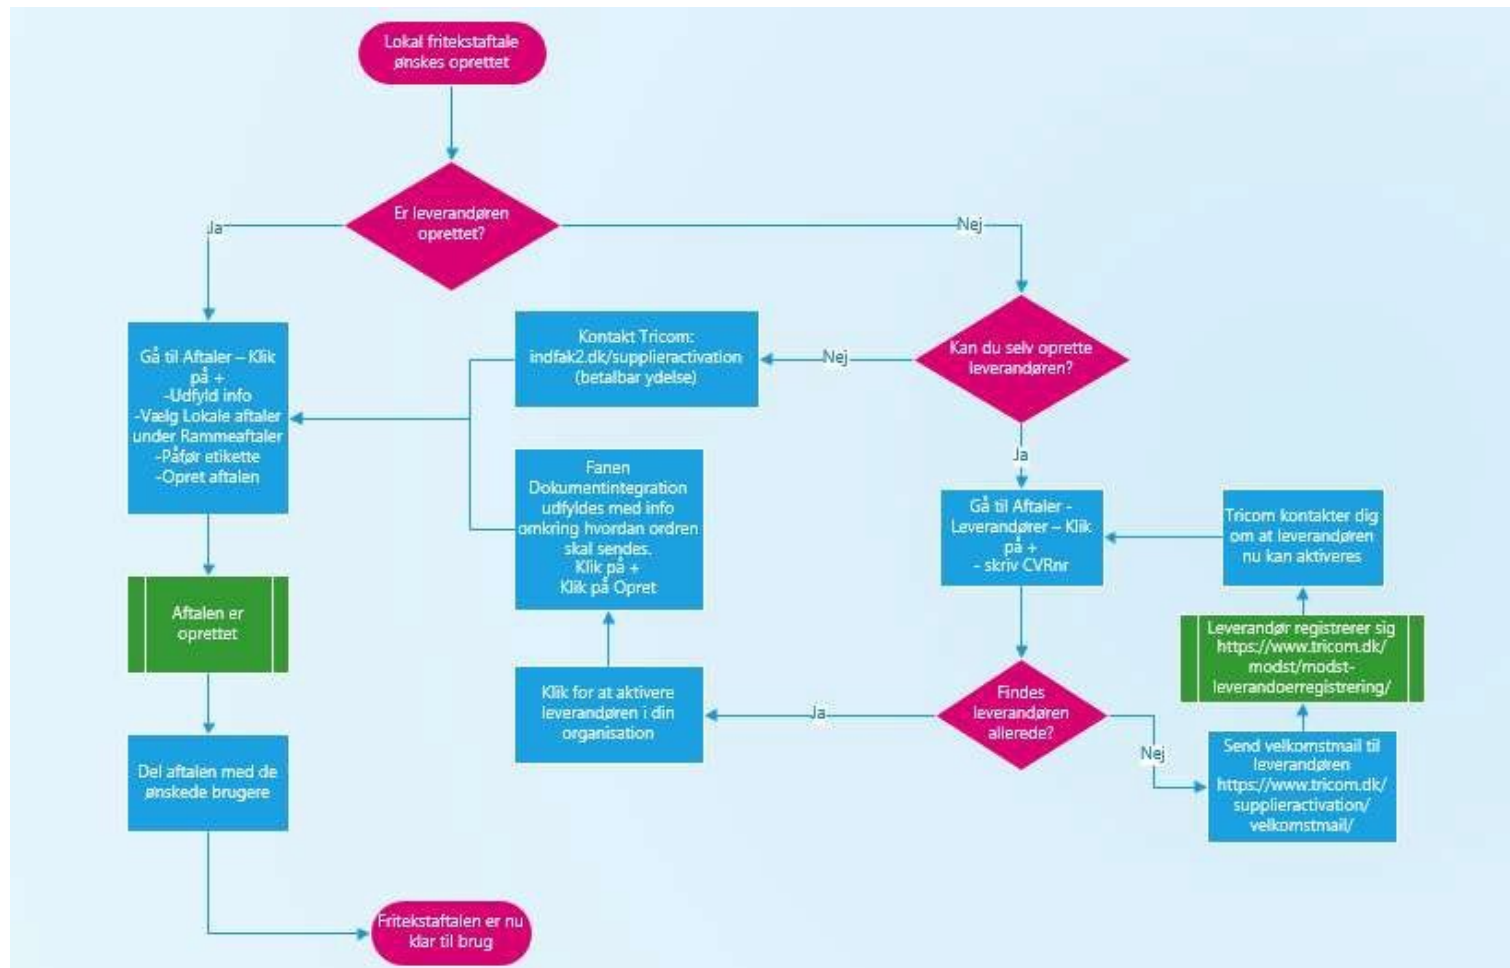 Lokal fritekstaftale
ønskes oprettet
Er leverandøren
oprettet?
Ja
Nej
Gå til Aftaler – Klik
på +
-Udfyld info
-Vælg Lokale aftaler
under Rammeaftaler
-Påfør etikette
-Opret aftalen
Kontakt Tricom:
indfak2.dk/supplieractivation
(betalbar ydelse)
Nej
Kan du selv oprette
leverandøren?
Ja
Fanen
Dokumentintegration
udfyldes med info
omkring hvordan ordren
skal sendes.
Klik på +
Klik på Opret
Gå til Aftaler -
Leverandører – Klik
på +
- skriv CVRnr
Tricom kontakter dig
om at leverandøren
nu kan aktiveres
Aftalen er
oprettet
Leverandør registrerer sig
https://www.tricom.dk/
modst/modst-
leverandoerregistrering/
Klik for at aktivere
leverandøren i din
organisation
Ja
Findes
leverandøren
allerede?
Nej
Send velkomstmail til
leverandøren
https://www.tricom.dk/
supplieractivation/
velkomstmail/
Del aftalen med de
ønskede brugere
Fritekstaftalen er nu
klar til brug